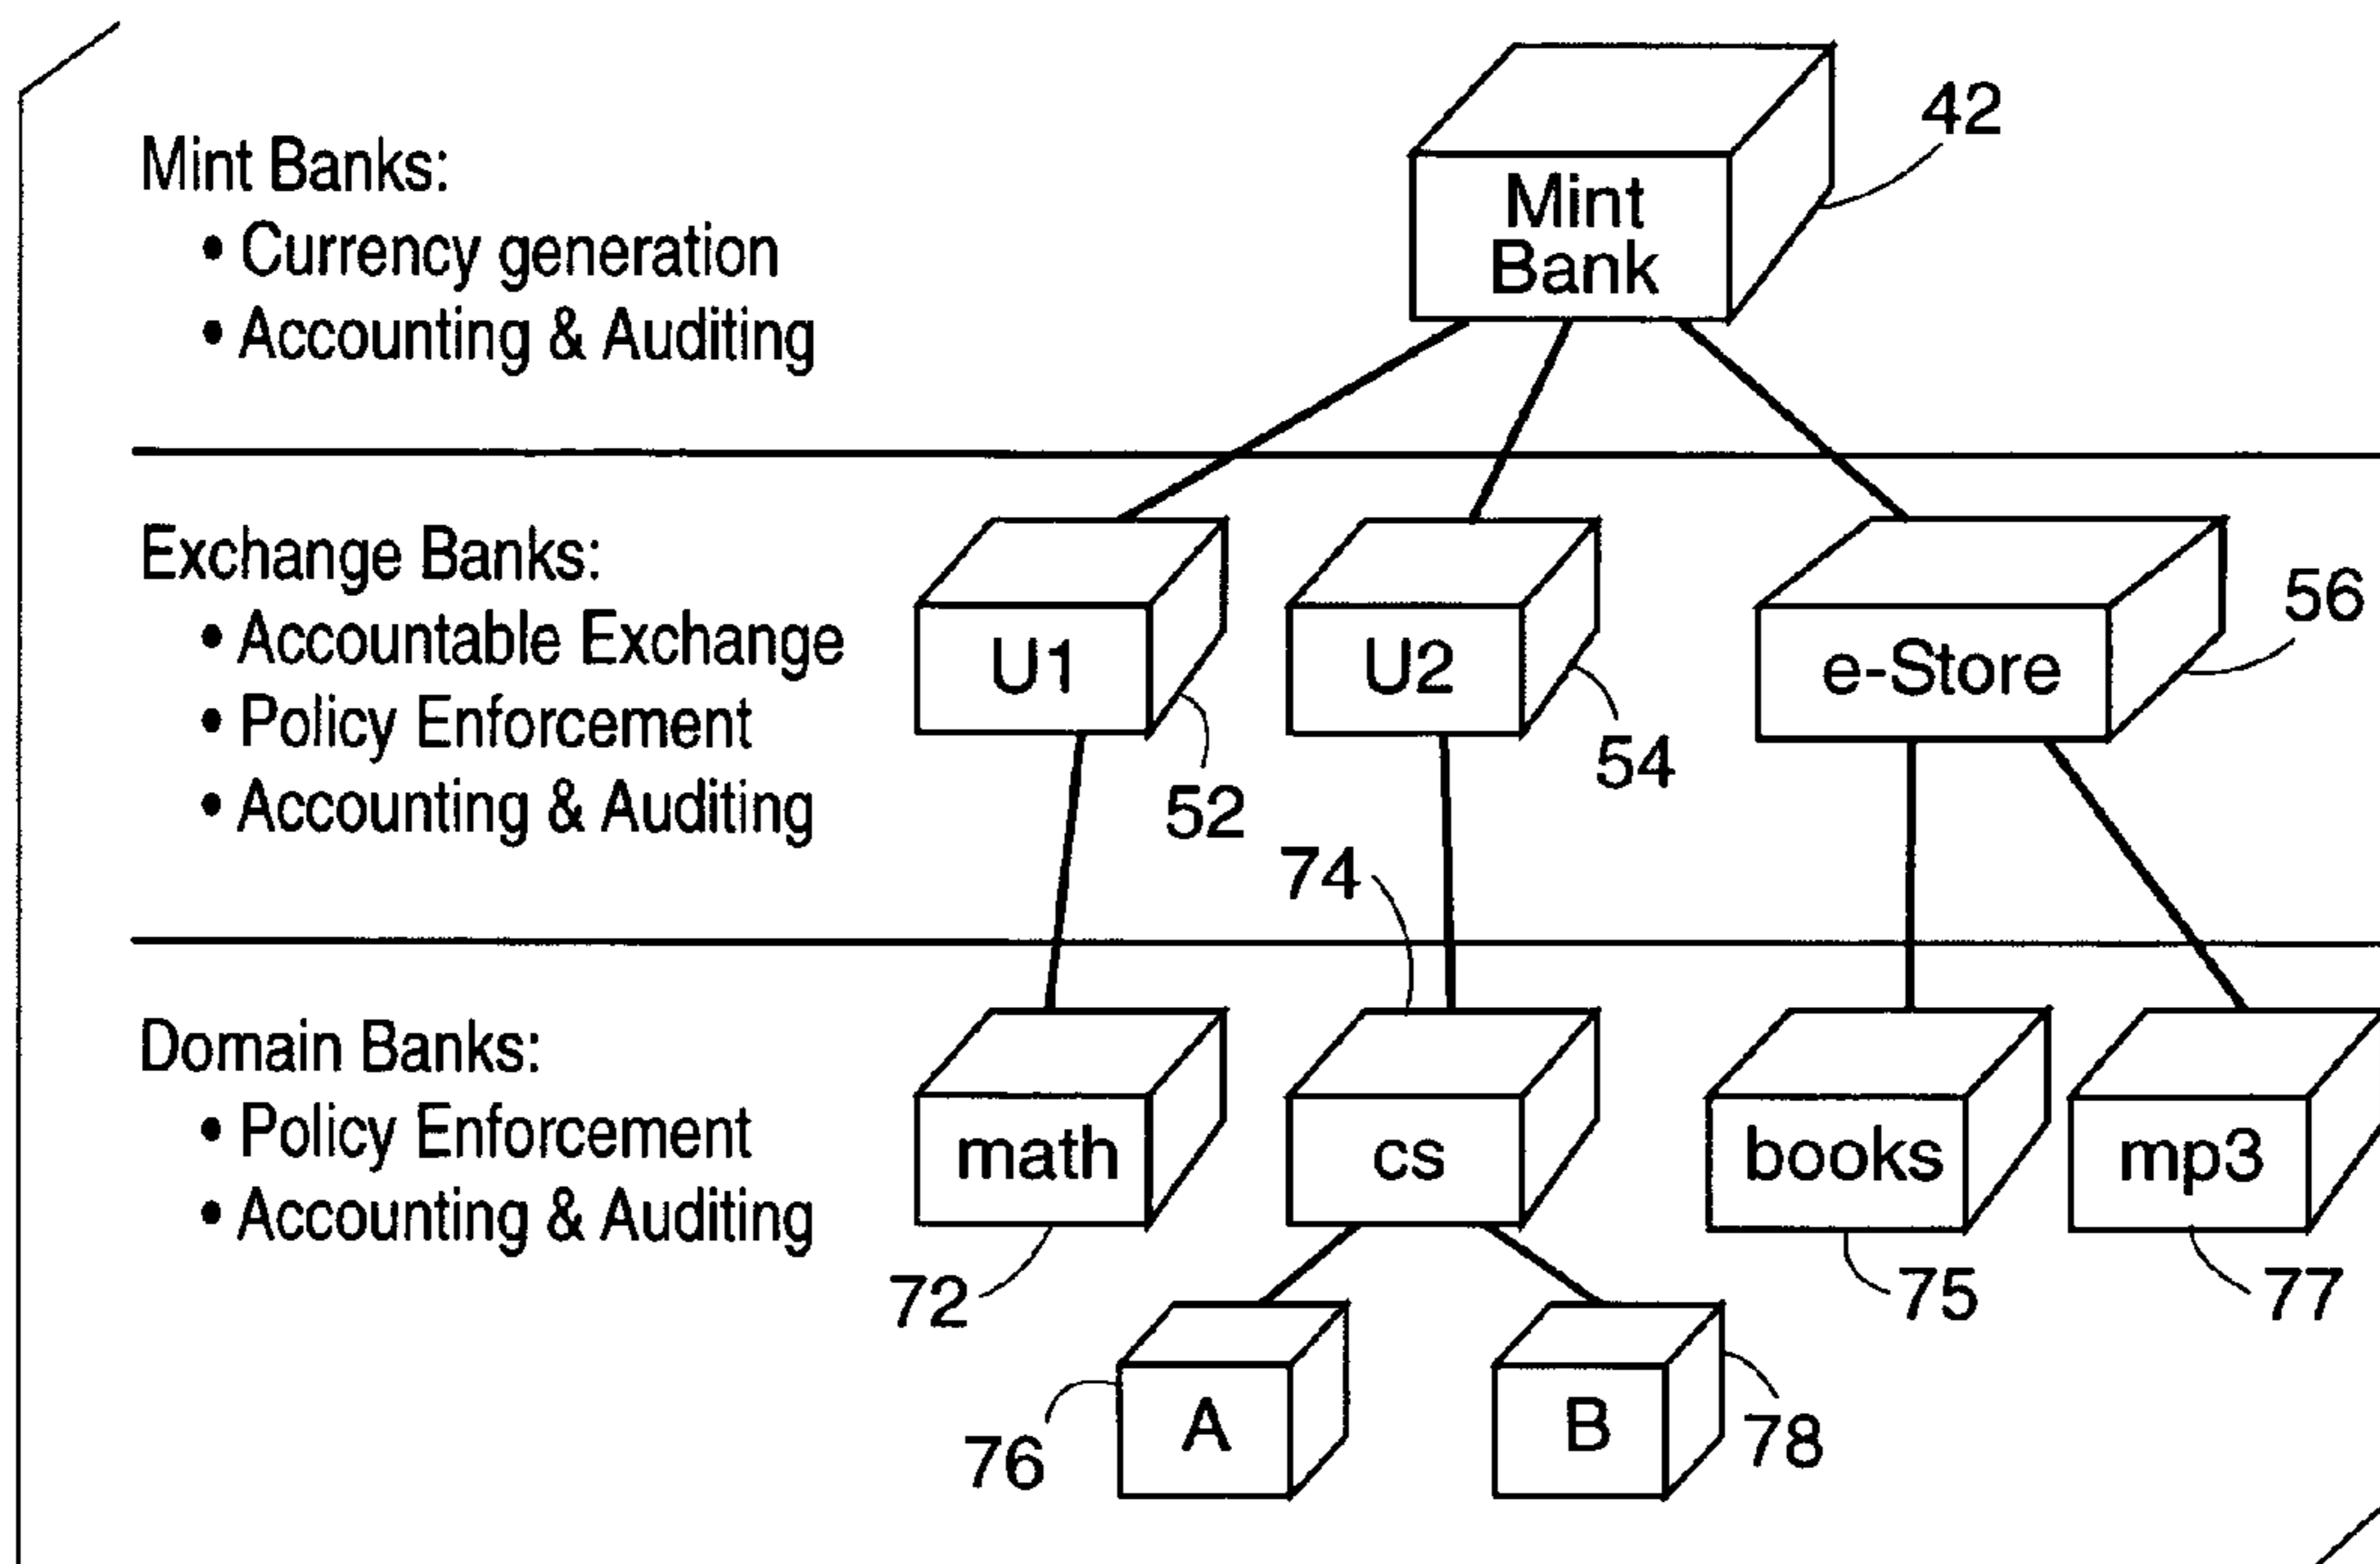 Mint Banks:
• Currency generation
• Accounting & Auditing
Mint
Bank
42
Exchange Banks:
• Accountable Exchange
• Policy Enforcement
• Accounting & Auditing
U1
U2
e-Store
56
54
52
74
Domain Banks:
• Policy Enforcement
• Accounting & Auditing
math
cs
books
mp3
72
75
77
A
B
76
78